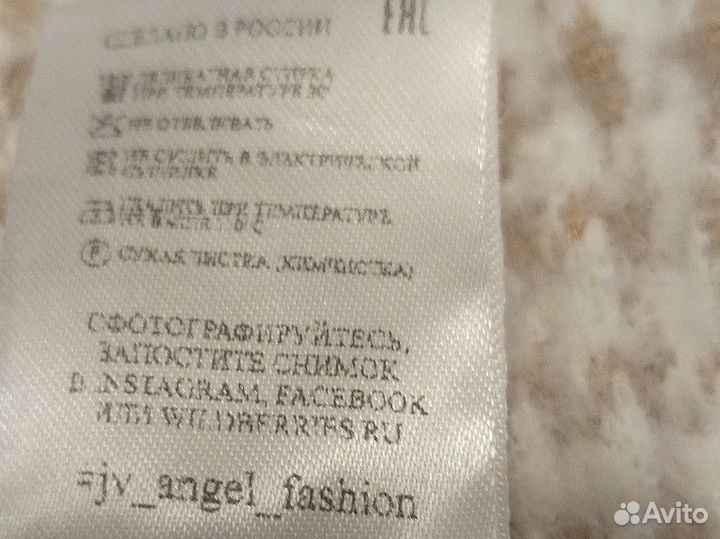 СДЕЛАНО В РОССИИ EAC
ДЕЛИКАТНАЯ СТИРКА
ПРИ ТЕМПЕРАТУРЕ 30°
НЕ ОТБЕЛИВАТЬ
НЕ СУШИТЬ В ЭЛЕКТРИЧЕСКОЙ
СУШИЛКЕ
ГЛАДИТЬ ПРИ ТЕМПЕРАТУРЕ
P СУХАЯ ЧИСТКА (ХИМЧИСТКА)
СФОТОГРАФИРУЙТЕСЬ,
ЗАПОСТИТЕ СНИМОК
В INSTAGRAM, FACEBOOK
ИЛИ WILDBERRIES.RU
#jv_angel_fashion
Avito